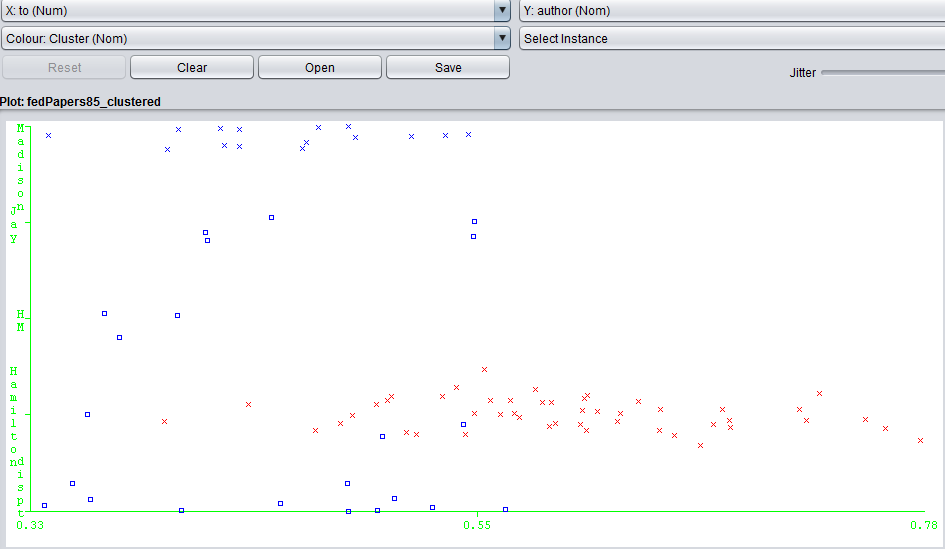 X: to (Num)
Y: author (Nom)
Colour: Cluster (Nom)
Select Instance
Reset
Clear
Open
Save
Jitter
Plot: fedPapers85_clustered
Madison
Jay
HM
Hamilton
dispt
0.33
0.55
0.78